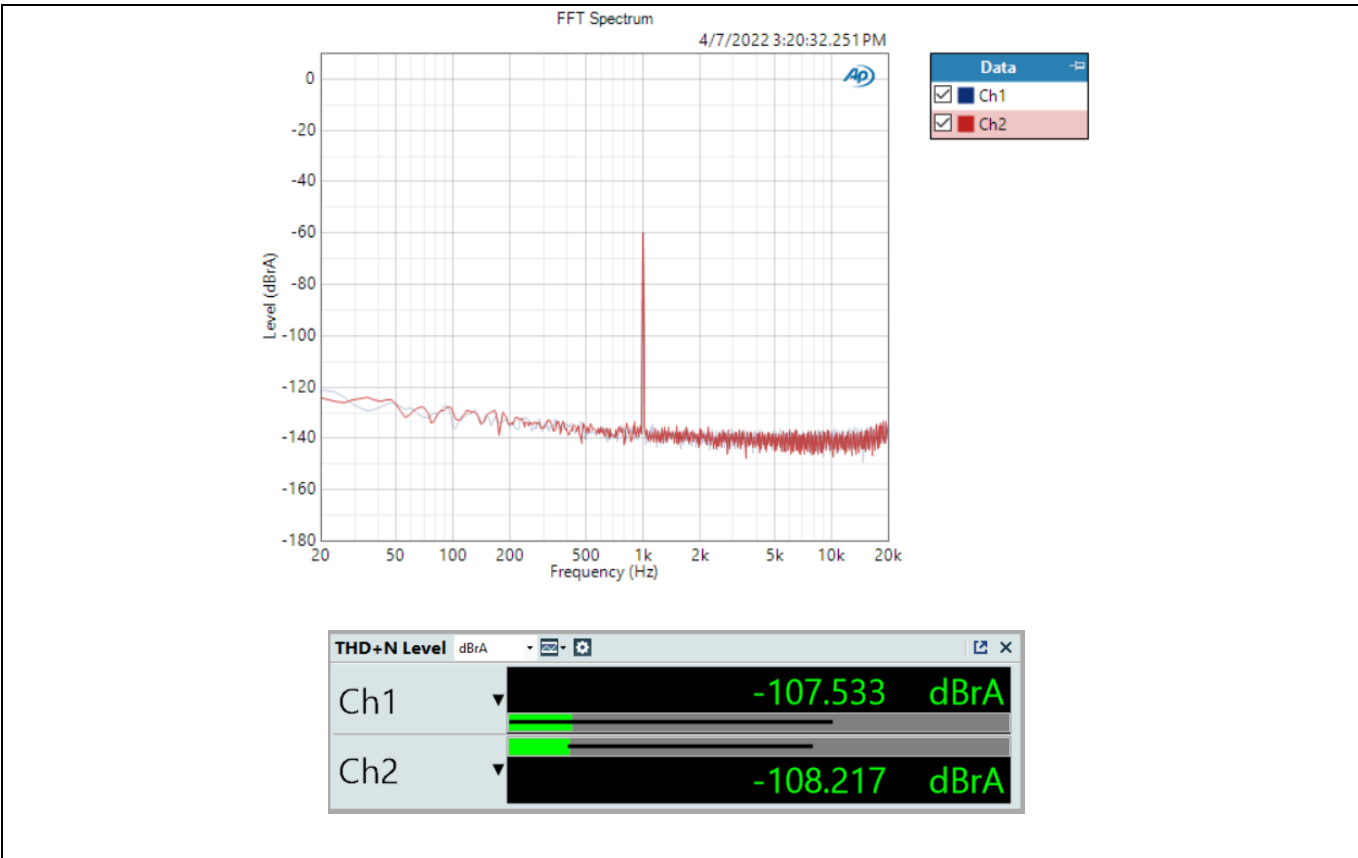 FFT Spectrum
4/7/2022 3:20:32.251 PM
AP
Data
Ch1
Ch2
Level (dBrA)
0
-20
-40
-60
-80
-100
-120
-140
-160
-180
20 50 100 200 500 1k 2k 5k 10k 20k
Frequency (Hz)
THD+N Level dBrA
Ch1 -107.533 dBrA
Ch2 -108.217 dBrA